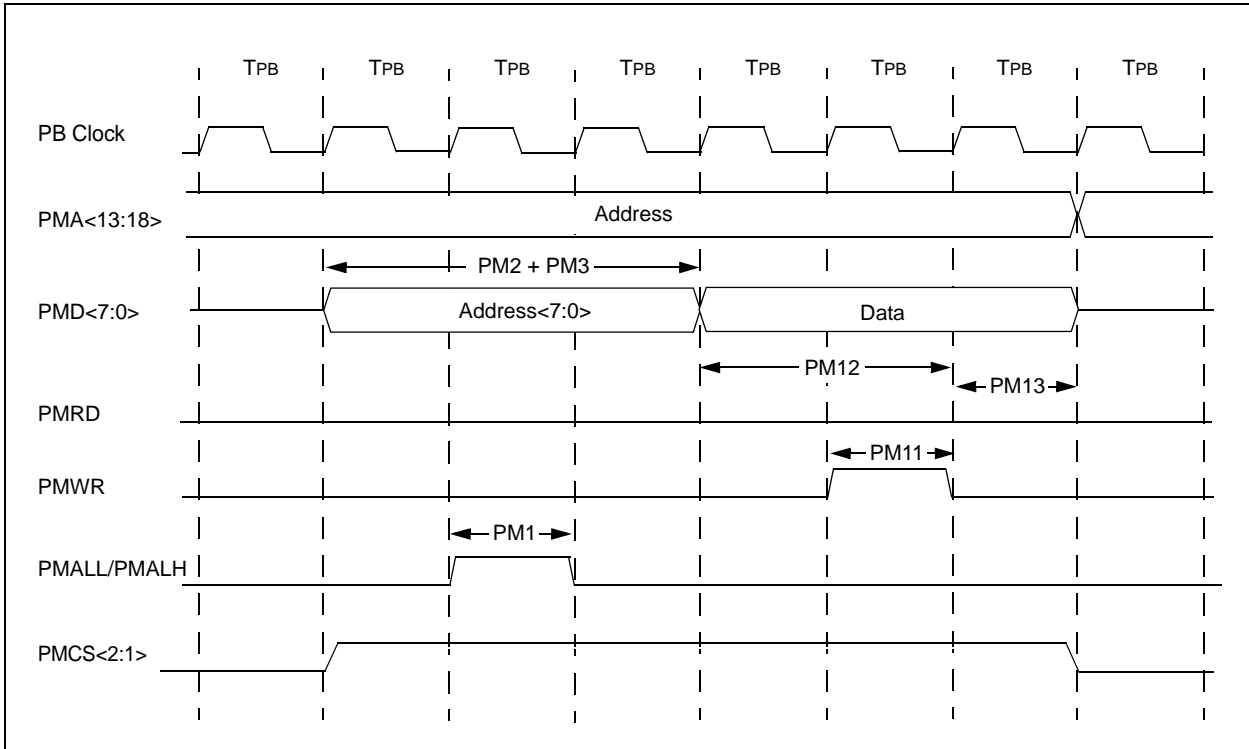 TPB TPB TPB TPB TPB TPB TPB TPB
PB Clock
PMA<13:18>
Address
PM2 + PM3
PMD<7:0>
Address<7:0>
Data
PM12
PM13
PMRD
PM11
PMWR
PM1
PMALL/PMALH
PMCS<2:1>